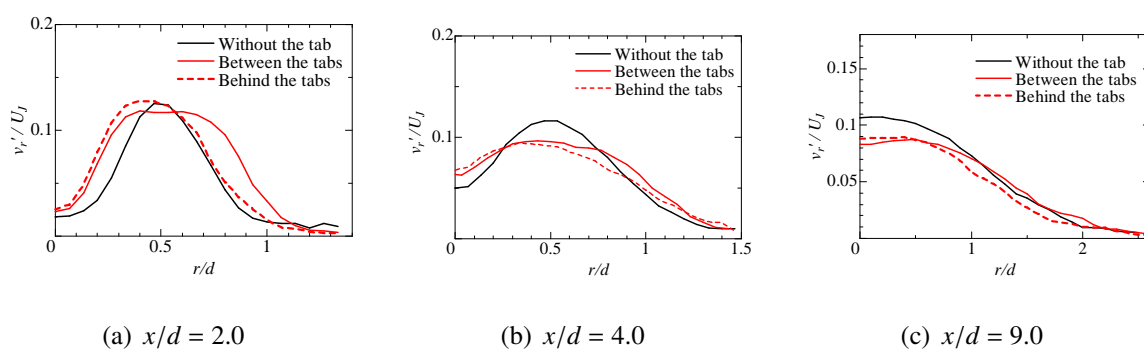 0.2
Without the tab
Between the tabs
Behind the tabs
0.1
v_r' / U_J
0
0.5
1
r/d
(a) x/d = 2.0
0.2
Without the tab
Between the tabs
Behind the tabs
0.1
v_r'/U_J
0
0.5
1
1.5
r/d
(b) x/d = 4.0
0.15
Without the tab
Between the tabs
Behind the tabs
0.1
0.05
v_r' / U_J
0
1
2
r/d
(c) x/d = 9.0